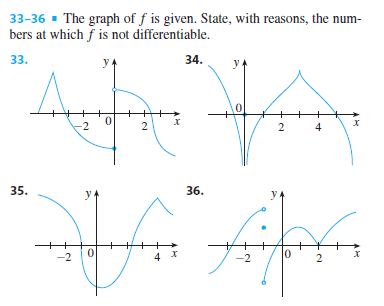 33–36 ▪ The graph of f is given. State, with reasons, the num-
bers at which f is not differentiable.
33.
y
−2
0
2
x
34.
y
0
2
4
x
35.
y
−2
0
4
x
36.
y
−2
0
2
x